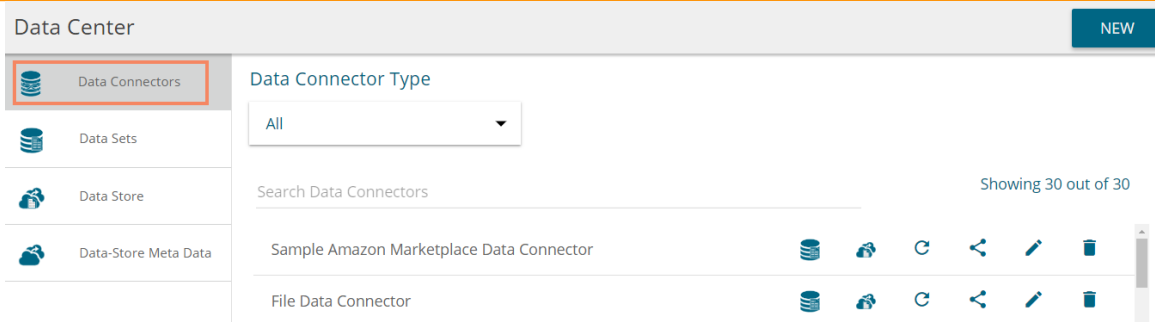 Data Center
NEW
Data Connectors
Data Sets
Data Store
Data-Store Meta Data
Data Connector Type
All
Search Data Connectors
Showing 30 out of 30
Sample Amazon Marketplace Data Connector
File Data Connector